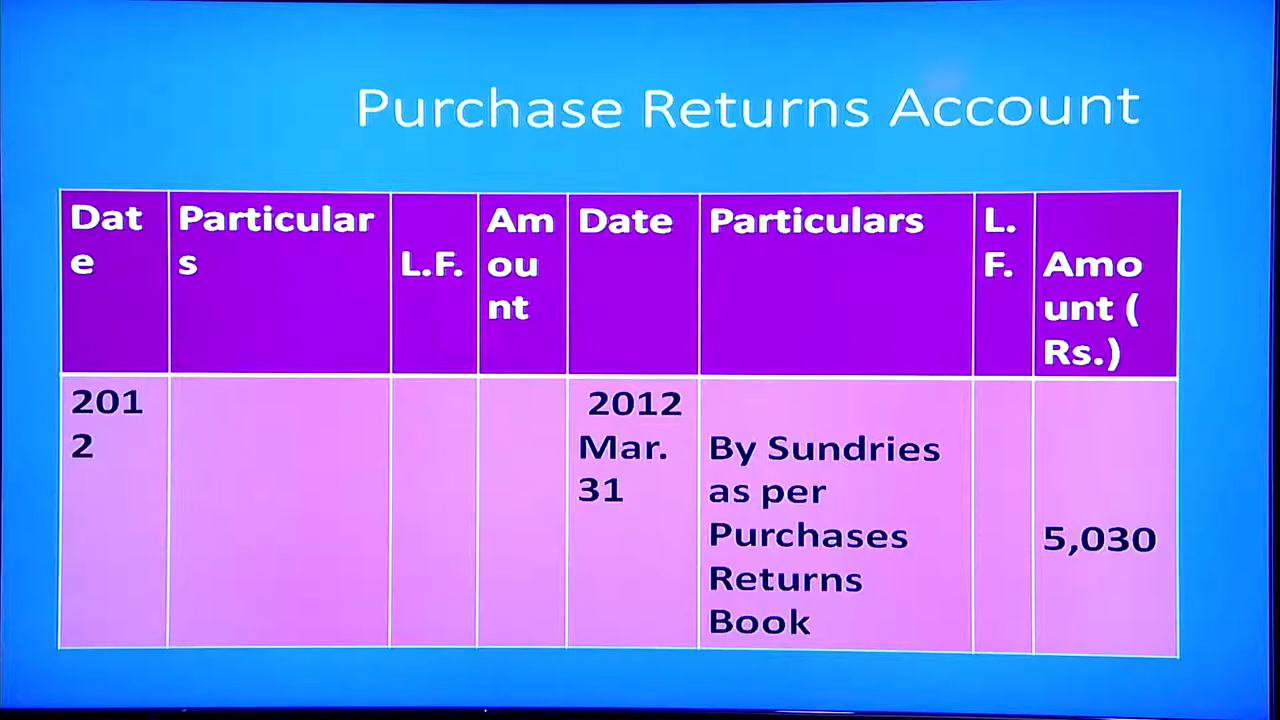 Purchase Returns Account
Dat
e
Particular
s
L.F.
Am
ou
nt
Date
Particulars
L.
F.
Amo
unt (
Rs.)
201
2
2012
Mar.
31
By Sundries
as per
Purchases
Returns
Book
5,030